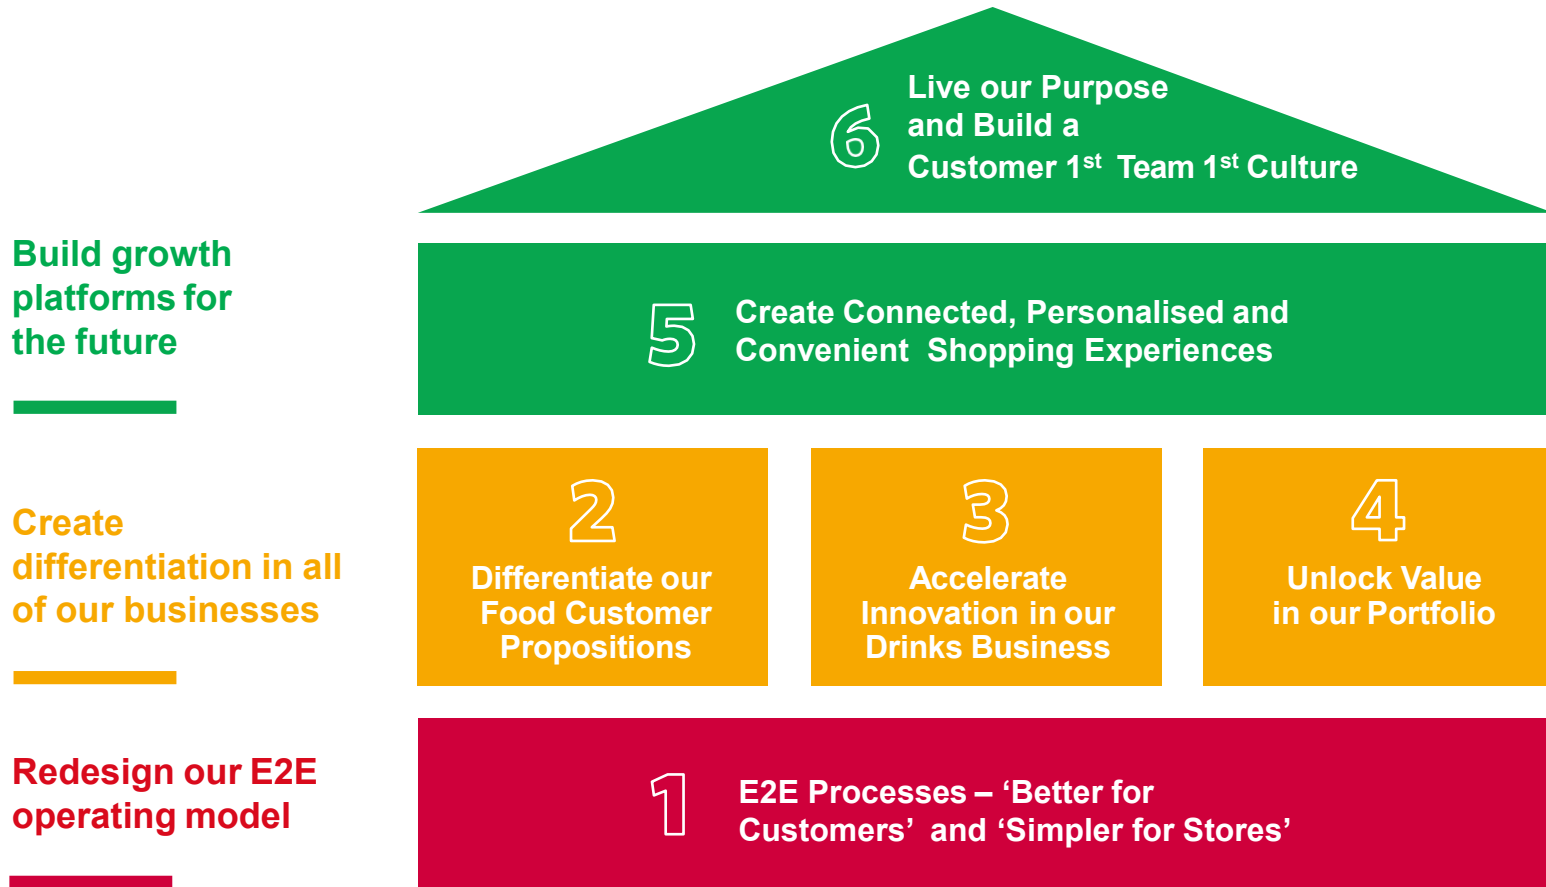 6
Live our Purpose
and Build a
Customer 1st Team 1st Culture
Build growth
platforms for
the future
5
Create Connected, Personalised and
Convenient Shopping Experiences
Create
differentiation in all
of our businesses
2
Differentiate our
Food Customer
Propositions
3
Accelerate
Innovation in our
Drinks Business
4
Unlock Value
in our Portfolio
Redesign our E2E
operating model
1
E2E Processes – ‘Better for
Customers’ and ‘Simpler for Stores’